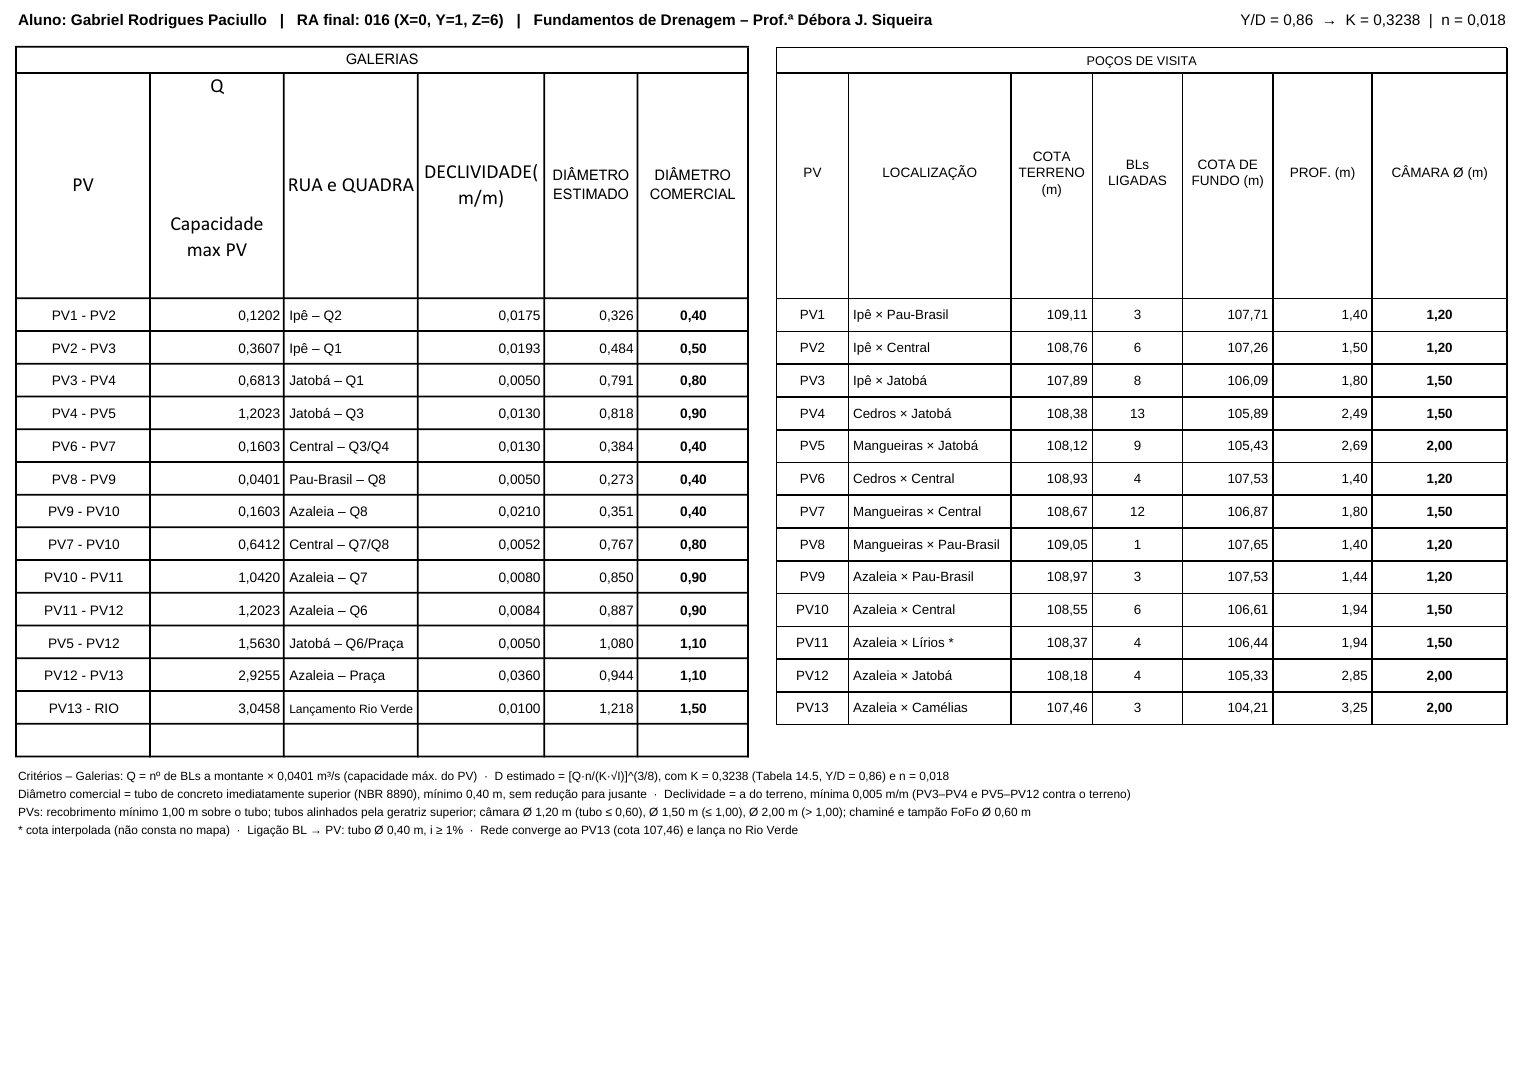 Aluno: Gabriel Rodrigues Paciullo | RA final: 016 (X=0, Y=1, Z=6) | Fundamentos de Drenagem – Prof.ª Débora J. Siqueira Y/D = 0,86 → K = 0,3238 | n = 0,018
GALERIAS
PV Q Capacidade max PV RUA e QUADRA DECLIVIDADE( m/m) DIÂMETRO ESTIMADO DIÂMETRO COMERCIAL
PV1 - PV2 0,1202 Ipê – Q2 0,0175 0,326 0,40
PV2 - PV3 0,3607 Ipê – Q1 0,0193 0,484 0,50
PV3 - PV4 0,6813 Jatobá – Q1 0,0050 0,791 0,80
PV4 - PV5 1,2023 Jatobá – Q3 0,0130 0,818 0,90
PV6 - PV7 0,1603 Central – Q3/Q4 0,0130 0,384 0,40
PV8 - PV9 0,0401 Pau-Brasil – Q8 0,0050 0,273 0,40
PV9 - PV10 0,1603 Azaleia – Q8 0,0210 0,351 0,40
PV7 - PV10 0,6412 Central – Q7/Q8 0,0052 0,767 0,80
PV10 - PV11 1,0420 Azaleia – Q7 0,0080 0,850 0,90
PV11 - PV12 1,2023 Azaleia – Q6 0,0084 0,887 0,90
PV5 - PV12 1,5630 Jatobá – Q6/Praça 0,0050 1,080 1,10
PV12 - PV13 2,9255 Azaleia – Praça 0,0360 0,944 1,10
PV13 - RIO 3,0458 Lançamento Rio Verde 0,0100 1,218 1,50
POÇOS DE VISITA
PV LOCALIZAÇÃO COTA TERRENO (m) BLs LIGADAS COTA DE FUNDO (m) PROF. (m) CÂMARA Ø (m)
PV1 Ipê × Pau-Brasil 109,11 3 107,71 1,40 1,20
PV2 Ipê × Central 108,76 6 107,26 1,50 1,20
PV3 Ipê × Jatobá 107,89 8 106,09 1,80 1,50
PV4 Cedros × Jatobá 108,38 13 105,89 2,49 1,50
PV5 Mangueiras × Jatobá 108,12 9 105,43 2,69 2,00
PV6 Cedros × Central 108,93 4 107,53 1,40 1,20
PV7 Mangueiras × Central 108,67 12 106,87 1,80 1,50
PV8 Mangueiras × Pau-Brasil 109,05 1 107,65 1,40 1,20
PV9 Azaleia × Pau-Brasil 108,97 3 107,53 1,44 1,20
PV10 Azaleia × Central 108,55 6 106,61 1,94 1,50
PV11 Azaleia × Lírios * 108,37 4 106,44 1,94 1,50
PV12 Azaleia × Jatobá 108,18 4 105,33 2,85 2,00
PV13 Azaleia × Camélias 107,46 3 104,21 3,25 2,00
Critérios – Galerias: Q = nº de BLs a montante × 0,0401 m³/s (capacidade máx. do PV) · D estimado = [Q·n/(K·√I)]^(3/8), com K = 0,3238 (Tabela 14.5, Y/D = 0,86) e n = 0,018
Diâmetro comercial = tubo de concreto imediatamente superior (NBR 8890), mínimo 0,40 m, sem redução para jusante · Declividade = a do terreno, mínima 0,005 m/m (PV3–PV4 e PV5–PV12 contra o terreno)
PVs: recobrimento mínimo 1,00 m sobre o tubo; tubos alinhados pela geratriz superior; câmara Ø 1,20 m (tubo ≤ 0,60), Ø 1,50 m (≤ 1,00), Ø 2,00 m (> 1,00); chaminé e tampão FoFo Ø 0,60 m
* cota interpolada (não consta no mapa) · Ligação BL → PV: tubo Ø 0,40 m, i ≥ 1% · Rede converge ao PV13 (cota 107,46) e lança no Rio Verde